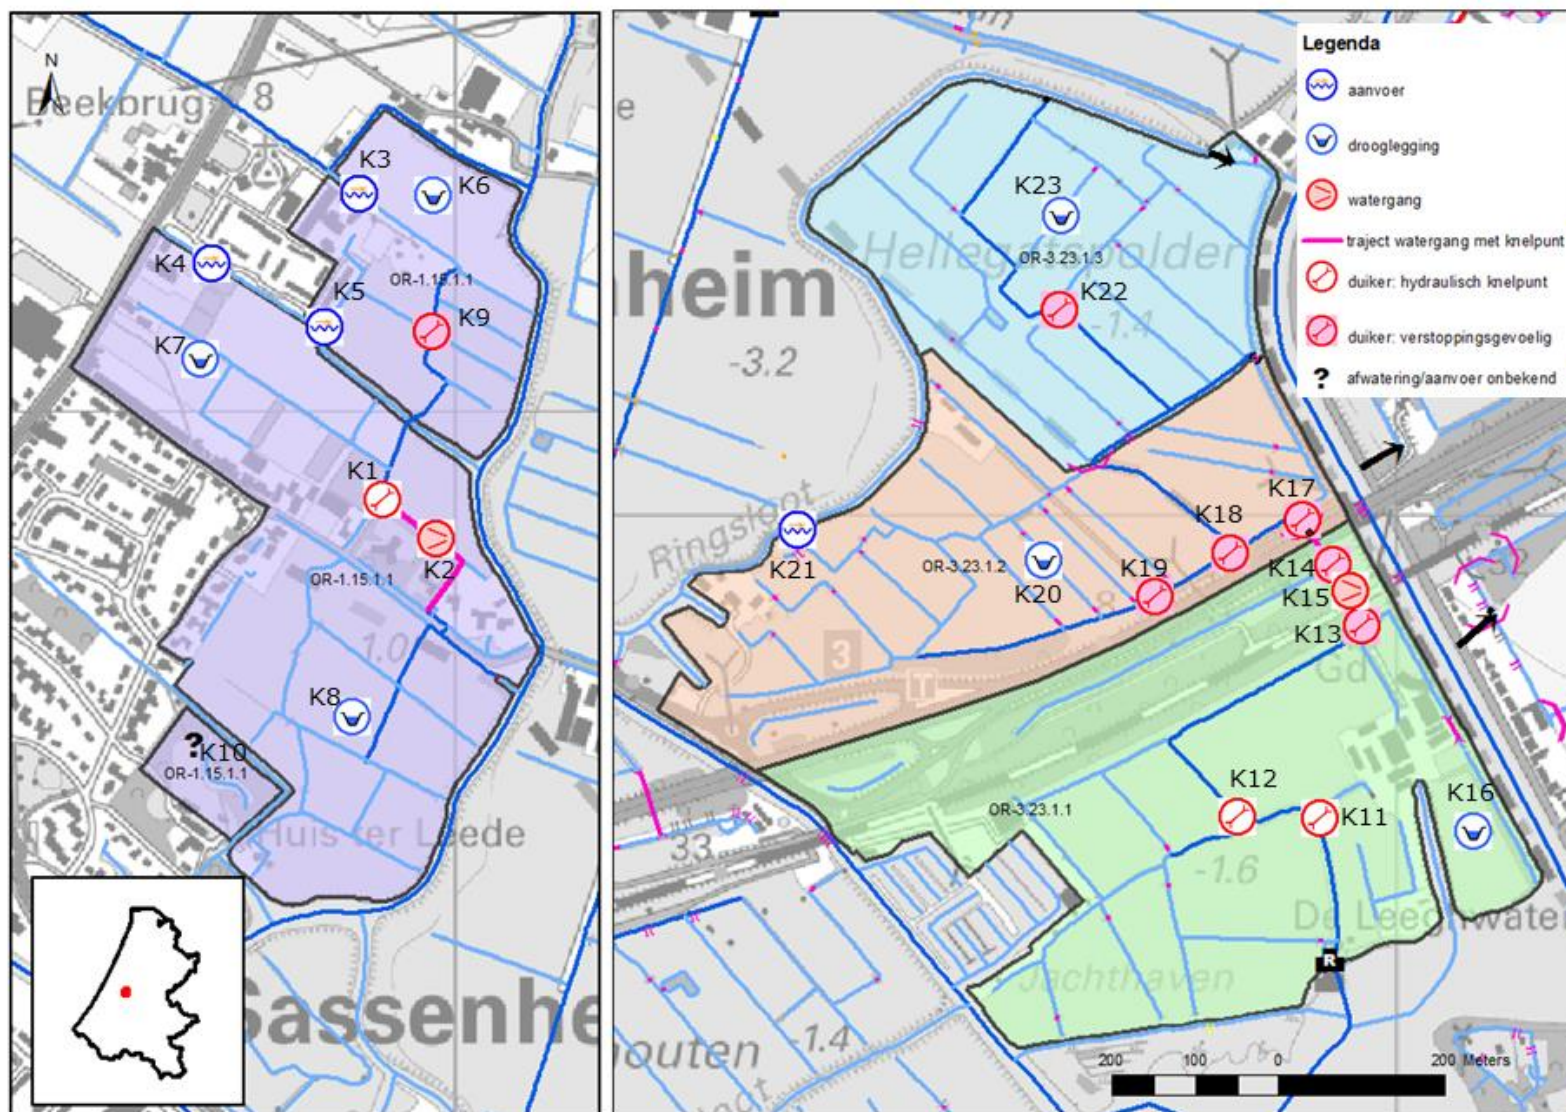 N
Beekbrug
8
K3
K6
K4
K5
OR-1.15.1.1
K9
K7
K1
K2
OR-1.15.1.1
1.0
K8
K10
?
OR-1.15.1.1
Huis ter Leede
Sassenhe
e
nheim
-3.2
K23
Hellegatspolder
OR-3.23.1.3
K22
-1.4
Ringsloot
K21
OR-3.23.1.2
K20
K19
8
K18
K17
K14
K15
K13
3
Gd
33
OR-3.23.1.1
K12
K11
K16
-1.6
De Leeghwater
R
Jachthaven
outen
-1.4
200 100 0 200 Meters
Legenda
aanvoer
drooglegging
watergang
traject watergang met knelpunt
duiker: hydraulisch knelpunt
duiker: verstoppingsgevoelig
? afwatering/aanvoer onbekend